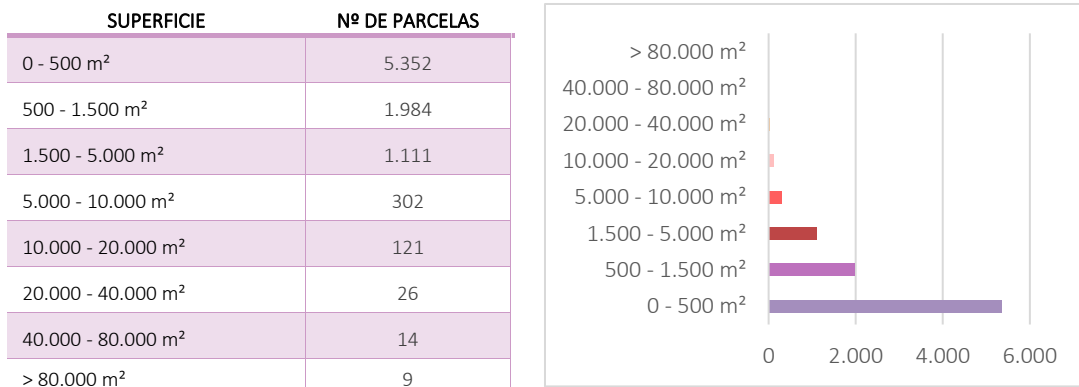 SUPERFICIE Nº DE PARCELAS
0 - 500 m² 5.352
500 - 1.500 m² 1.984
1.500 - 5.000 m² 1.111
5.000 - 10.000 m² 302
10.000 - 20.000 m² 121
20.000 - 40.000 m² 26
40.000 - 80.000 m² 14
> 80.000 m² 9
> 80.000 m²
40.000 - 80.000 m²
20.000 - 40.000 m²
10.000 - 20.000 m²
5.000 - 10.000 m²
1.500 - 5.000 m²
500 - 1.500 m²
0 - 500 m²
0 2.000 4.000 6.000